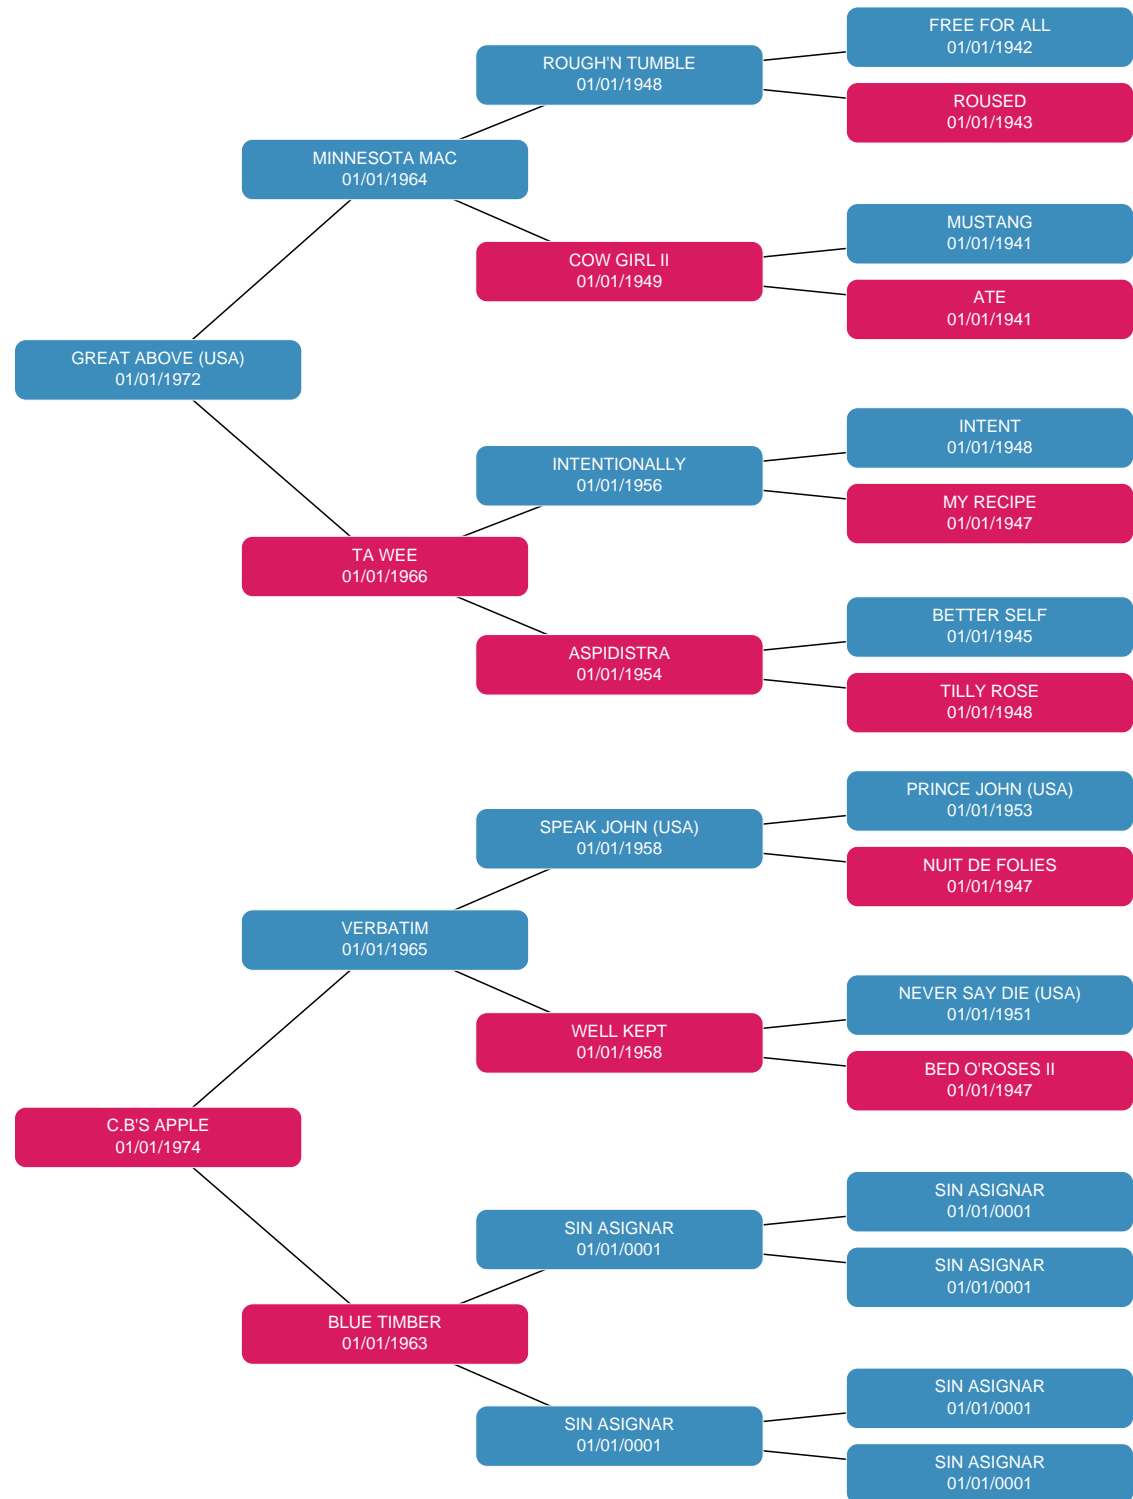 FREE FOR ALL
01/01/1942
ROUGH'N TUMBLE
01/01/1948
ROUSED
01/01/1943
MINNESOTA MAC
01/01/1964
MUSTANG
01/01/1941
COW GIRL II
01/01/1949
ATE
01/01/1941
GREAT ABOVE (USA)
01/01/1972
INTENT
01/01/1948
INTENTIONALLY
01/01/1956
MY RECIPE
01/01/1947
TA WEE
01/01/1966
BETTER SELF
01/01/1945
ASPIDISTRA
01/01/1954
TILLY ROSE
01/01/1948
PRINCE JOHN (USA)
01/01/1953
SPEAK JOHN (USA)
01/01/1958
NUIT DE FOLIES
01/01/1947
VERBATIM
01/01/1965
NEVER SAY DIE (USA)
01/01/1951
WELL KEPT
01/01/1958
BED O'ROSES II
01/01/1947
C.B'S APPLE
01/01/1974
SIN ASIGNAR
01/01/0001
SIN ASIGNAR
01/01/0001
SIN ASIGNAR
01/01/0001
BLUE TIMBER
01/01/1963
SIN ASIGNAR
01/01/0001
SIN ASIGNAR
01/01/0001
SIN ASIGNAR
01/01/0001